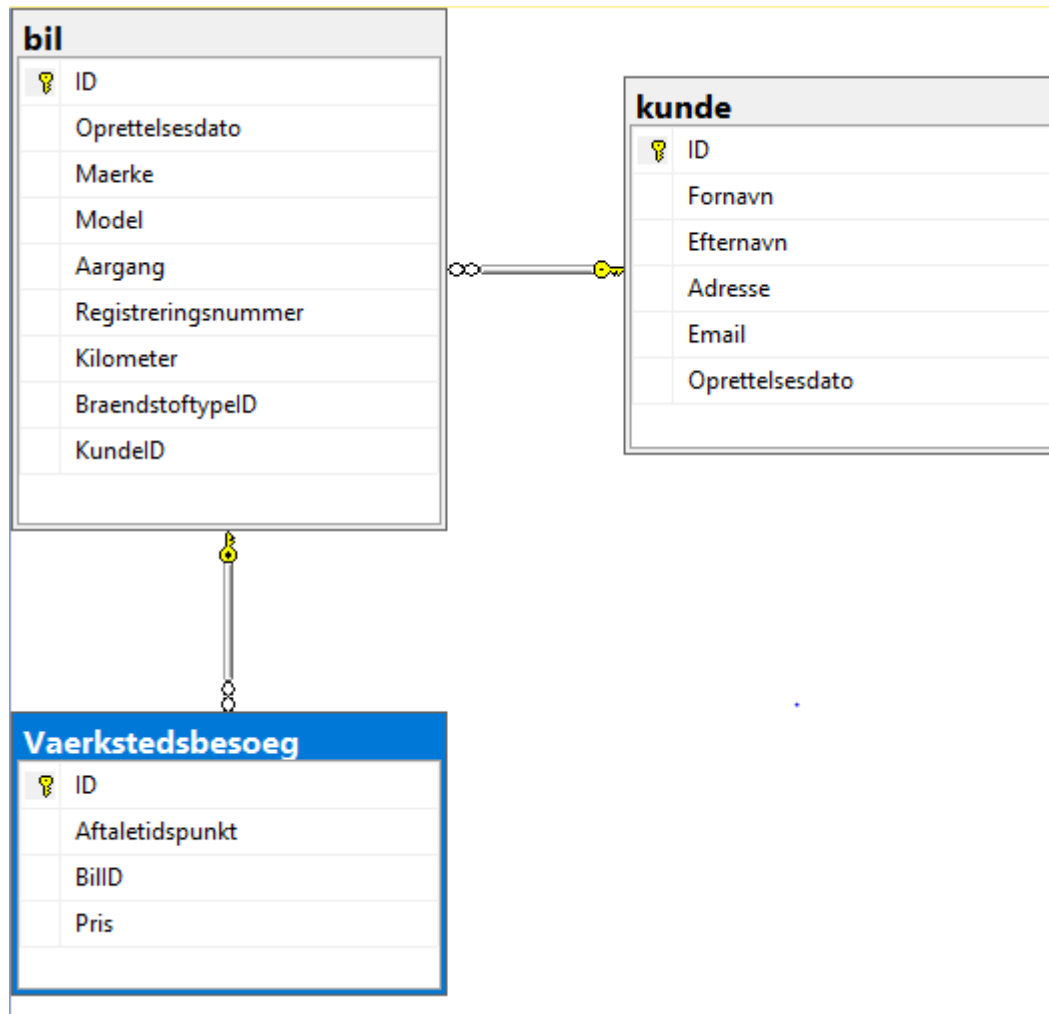 bil
ID
Oprettelsesdato
Maerke
Model
Aargang
Registreringsnummer
Kilometer
BraendstoftypeID
KundeID
kunde
ID
Fornavn
Efternavn
Adresse
Email
Oprettelsesdato
Vaerkstedsbesoeg
ID
Aftaletidspunkt
BilID
Pris